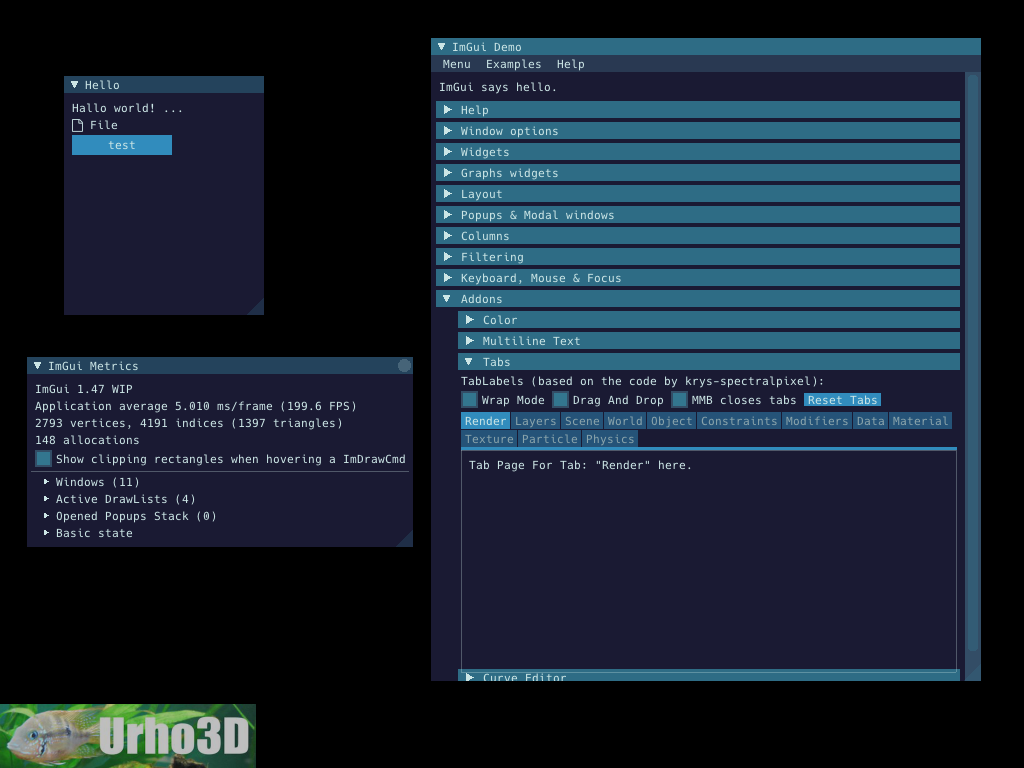 Hello
Hallo world! ...
File
test
ImGui Metrics
ImGui 1.47 WIP
Application average 5.010 ms/frame (199.6 FPS)
2793 vertices, 4191 indices (1397 triangles)
148 allocations
Show clipping rectangles when hovering a ImDrawCmd
Windows (11)
Active DrawLists (4)
Opened Popups Stack (0)
Basic state
ImGui Demo
Menu Examples Help
ImGui says hello.
Help
Window options
Widgets
Graphs widgets
Layout
Popups & Modal windows
Columns
Filtering
Keyboard, Mouse & Focus
Addons
Color
Multiline Text
Tabs
TabLabels (based on the code by krys-spectralpixel):
Wrap Mode Drag And Drop MMB closes tabs Reset Tabs
Render Layers Scene World Object Constraints Modifiers Data Material
Texture Particle Physics
Tab Page For Tab: "Render" here.
Curve Editor
Urho3D